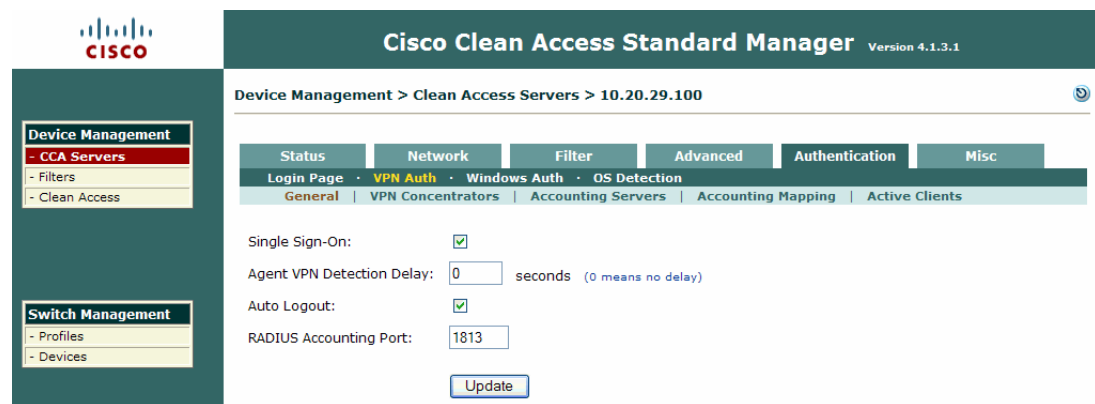 CISCO
Cisco Clean Access Standard Manager Version 4.1.3.1
Device Management > Clean Access Servers > 10.20.29.100
Device Management
- CCA Servers
- Filters
- Clean Access
Switch Management
- Profiles
- Devices
Status Network Filter Advanced Authentication Misc
Login Page · VPN Auth · Windows Auth · OS Detection
General | VPN Concentrators | Accounting Servers | Accounting Mapping | Active Clients
Single Sign-On:
Agent VPN Detection Delay: 0 seconds (0 means no delay)
Auto Logout:
RADIUS Accounting Port: 1813
Update